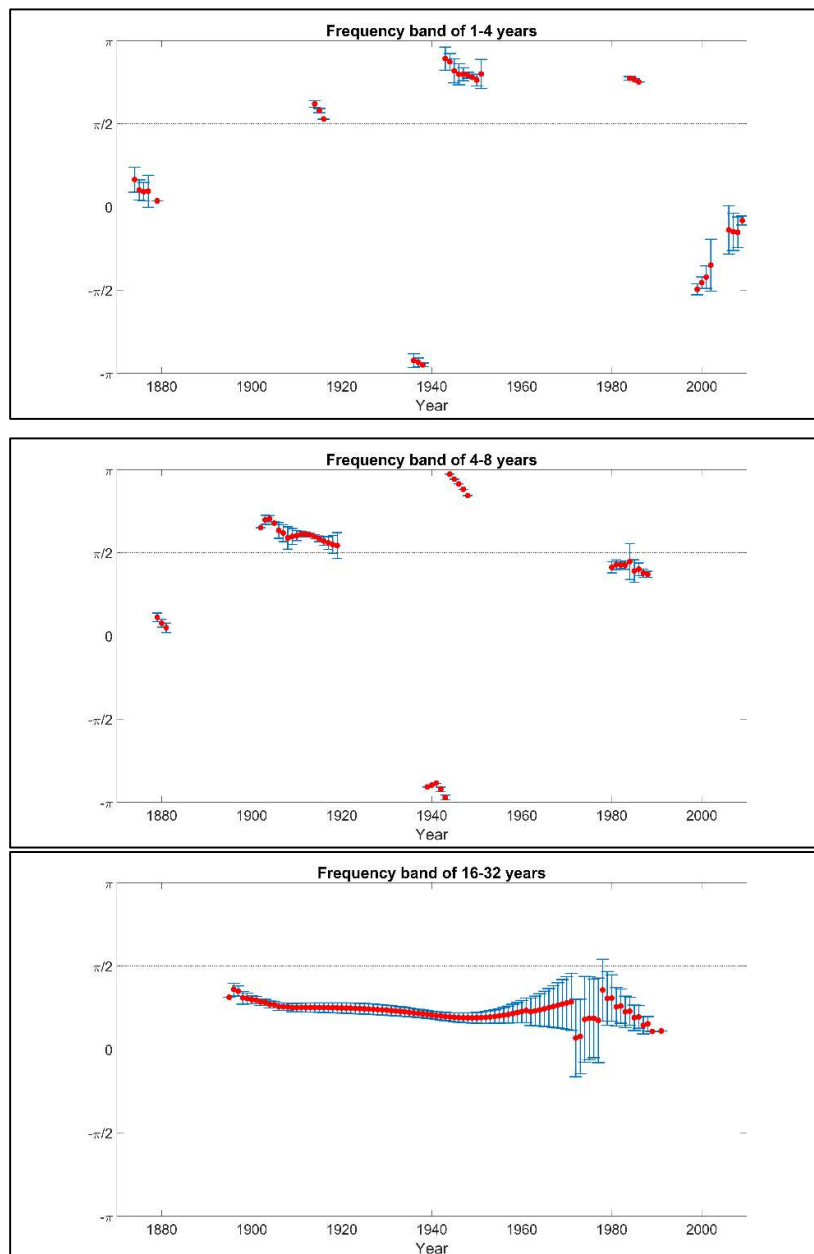 Frequency band of 1-4 years
π
π/2
0
-π/2
-π
1880 1900 1920 1940 1960 1980 2000
Year
Frequency band of 4-8 years
π
π/2
0
-π/2
-π
1880 1900 1920 1940 1960 1980 2000
Year
Frequency band of 16-32 years
π
π/2
0
-π/2
-π
1880 1900 1920 1940 1960 1980 2000
Year